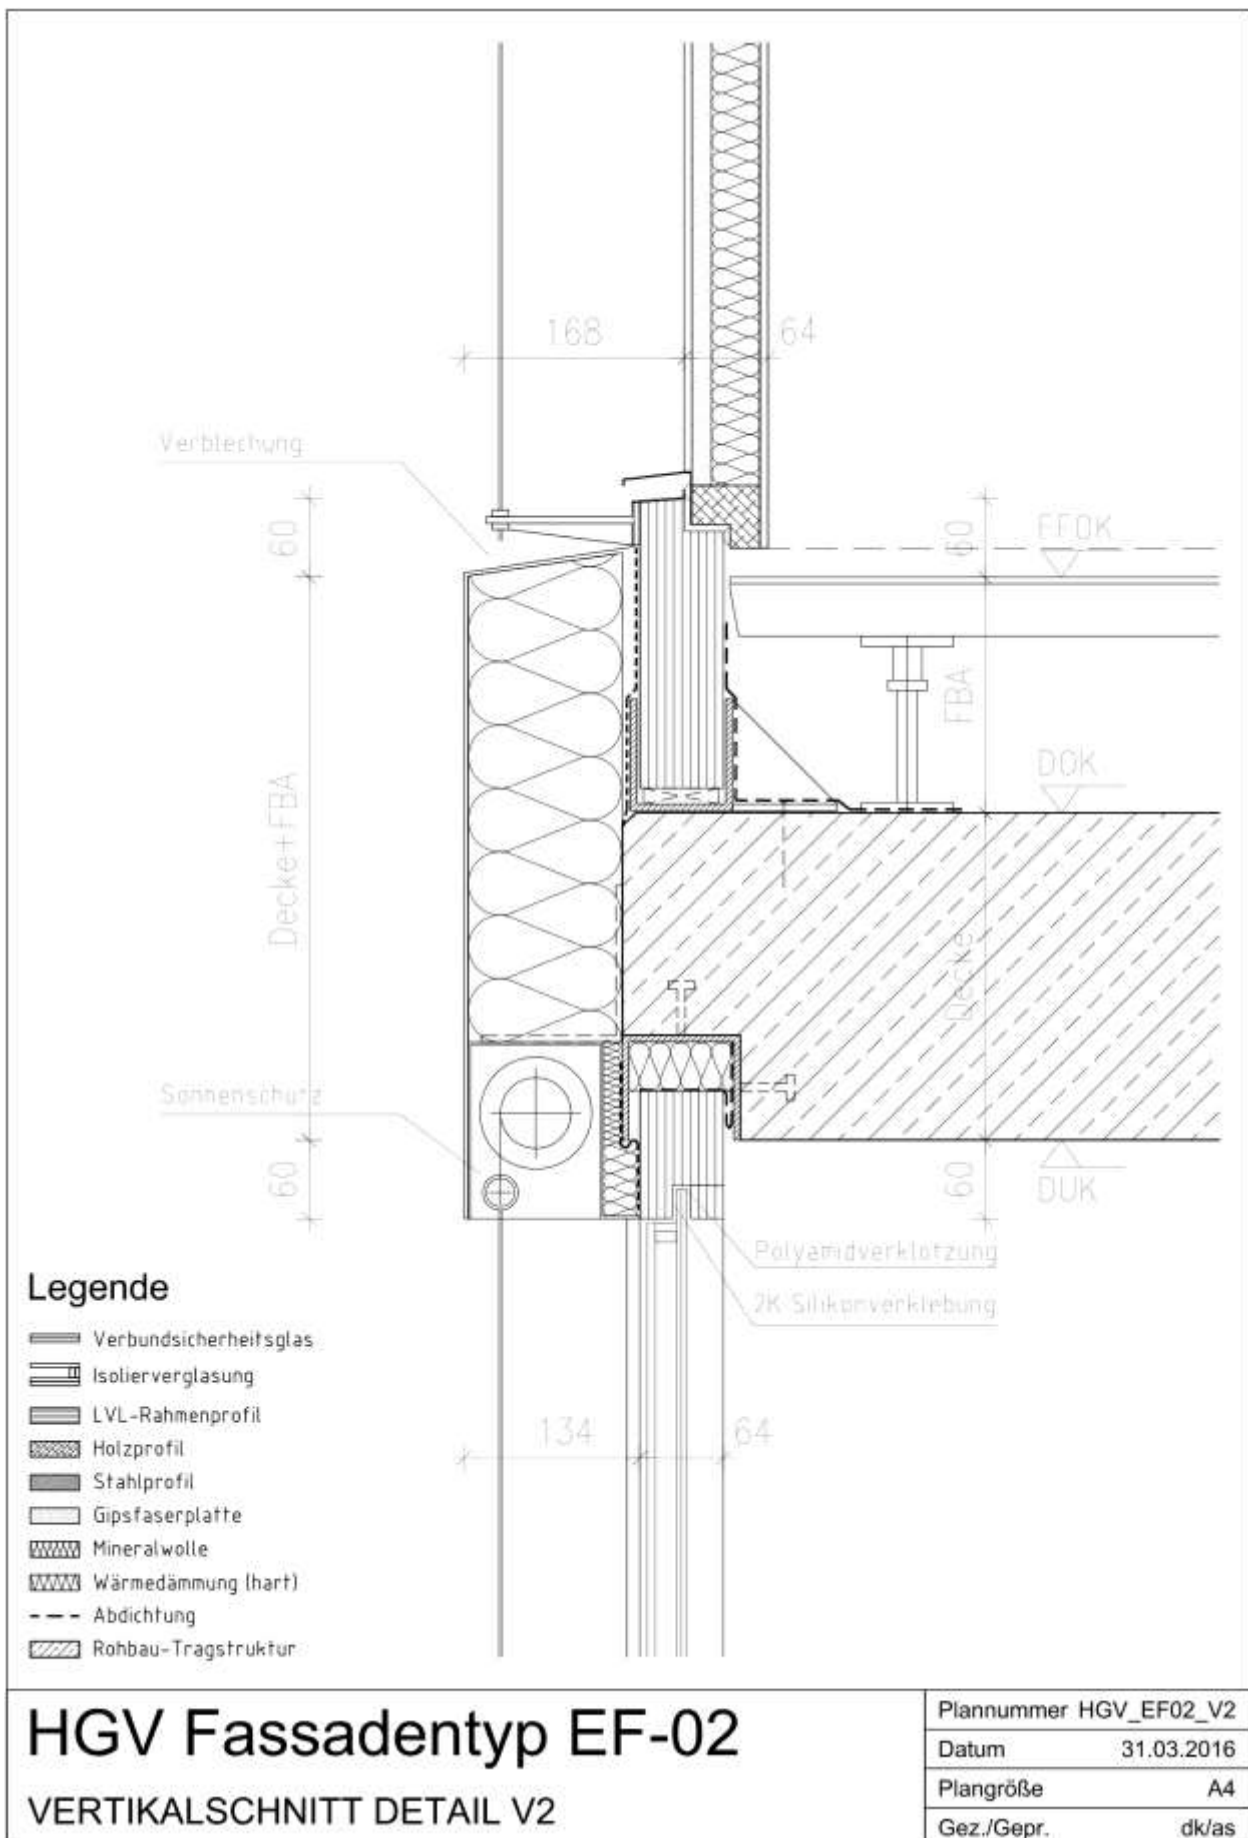 168
64
Verblechung
60
60
FFOK
FBA
DOK
Decke+FBA
Decke
Sonnenschutz
60
60
DUK
Polyamidverklotzung
2K-Silikonverklebung
Legende
Verbundsicherheitsglas
Isolierverglasung
LVL-Rahmenprofil
Holzprofil
Stahlprofil
Gipsfaserplatte
Mineralwolle
Wärmedämmung (hart)
Abdichtung
Rohbau-Tragstruktur
134
64
HGV Fassadentyp EF-02
VERTIKALSCHNITT DETAIL V2
Plannummer HGV_EF02_V2
Datum 31.03.2016
Plangröße A4
Gez./Gepr. dk/as